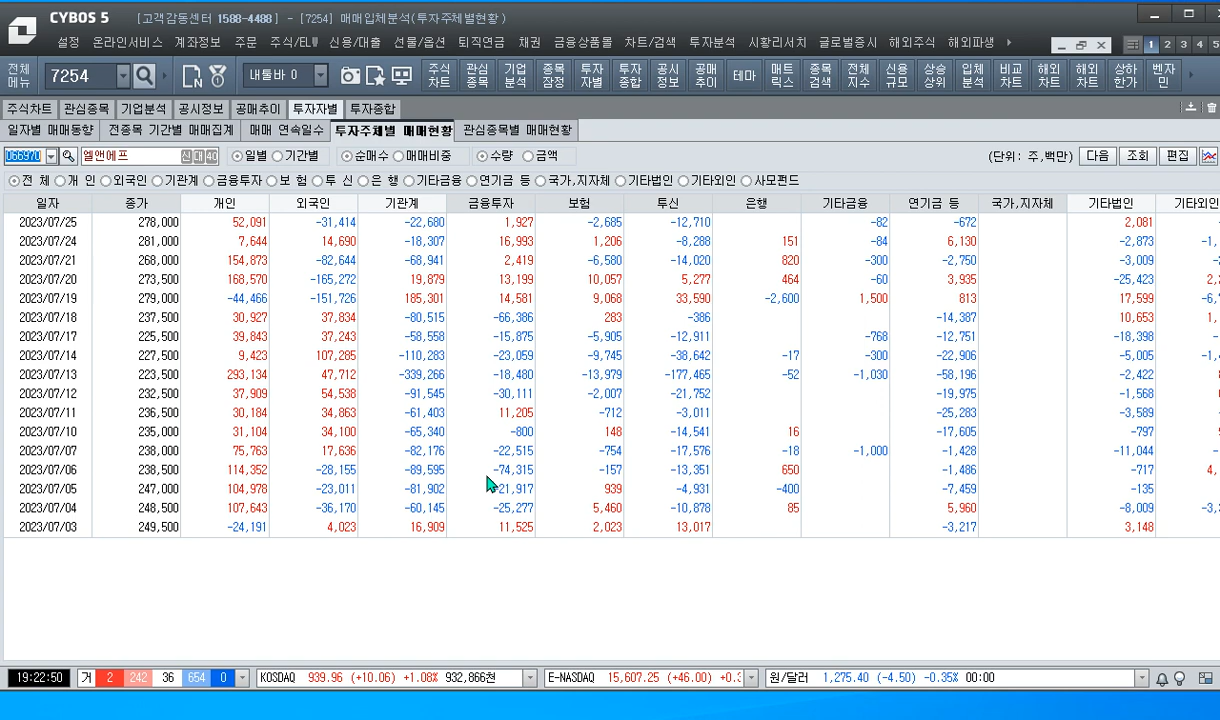 CYBOS 5 [고객감동센터 1588-4488] - [7254] 매매입체분석(투자주체별현황)
설정 온라인서비스 계좌정보 주문 주식/ELW 신용/대출 선물/옵션 퇴직연금 채권 금융상품몰 차트/검색 투자분석 시황리서치 글로벌증시 해외주식 해외파생 1 2 3 4 5
전체메뉴 7254 내툴바 0 주식차트 관심종목 기업분석 종목잠정 투자자별 투자종합 공시정보 공매추이 테마 매트릭스 종목검색 전체지수 신용규모 상승상위 입체분석 비교차트 해외차트 해외차트 상하한가 벤자민
주식차트 관심종목 기업분석 공시정보 공매추이 투자자별 투자종합
일자별 매매동향 전종목 기간별 매매집계 매매 연속일수 투자주체별 매매현황 관심종목별 매매현황
066970 엘앤에프 신 대 40 일별 기간별 순매수 매매비중 수량 금액 (단위: 주,백만) 다음 조회 편집
전 체 개 인 외국인 기관계 금융투자 보 험 투 신 은 행 기타금융 연기금 등 국가,지자체 기타법인 기타외인 사모펀드
일자 종가 개인 외국인 기관계 금융투자 보험 투신 은행 기타금융 연기금 등 국가,지자체 기타법인 기타외인
2023/07/25 278,000 52,091 -31,414 -22,680 1,927 -2,685 -12,710 -82 -672 2,081
2023/07/24 281,000 7,644 14,690 -18,307 16,993 1,206 -8,288 151 -84 6,130 -2,873 -1,
2023/07/21 268,000 154,873 -82,644 -68,941 2,419 -6,580 -14,020 820 -300 -2,750 -3,009
2023/07/20 273,500 168,570 -165,272 19,879 13,199 10,057 5,277 464 -60 3,935 -25,423 2,
2023/07/19 279,000 -44,466 -151,726 185,301 14,581 9,068 33,590 -2,600 1,500 813 17,599 -6,
2023/07/18 237,500 30,927 37,834 -80,515 -66,386 283 -386 -14,387 10,653 1,
2023/07/17 225,500 39,843 37,243 -58,558 -15,875 -5,905 -12,911 -768 -12,751 -18,398
2023/07/14 227,500 9,423 107,285 -110,283 -23,059 -9,745 -38,642 -17 -300 -22,906 -5,005 -1,
2023/07/13 223,500 293,134 47,712 -339,266 -18,480 -13,979 -177,465 -52 -1,030 -58,196 -2,422
2023/07/12 232,500 37,909 54,538 -91,545 -30,111 -2,007 -21,752 -19,975 -1,568
2023/07/11 236,500 30,184 34,863 -61,403 11,205 -712 -3,011 -25,283 -3,589
2023/07/10 235,000 31,104 34,100 -65,340 -800 148 -14,541 16 -17,605 -797
2023/07/07 238,000 75,763 17,636 -82,176 -22,515 -754 -17,576 -18 -1,000 -1,428 -11,044
2023/07/06 238,500 114,352 -28,155 -89,595 -74,315 -157 -13,351 650 -1,486 -717 4,
2023/07/05 247,000 104,978 -23,011 -81,902 -21,917 939 -4,931 -400 -7,459 -135
2023/07/04 248,500 107,643 -36,170 -60,145 -25,277 5,460 -10,878 85 5,960 -8,009 -3,
2023/07/03 249,500 -24,191 4,023 16,909 11,525 2,023 13,017 -3,217 3,148
19:22:50 거 2 242 36 654 0 KOSDAQ 939.96 (+10.06) +1.08% 932,866천 E-NASDAQ 15,607.25 (+46.00) +0. 원/달러 1,275.40 (-4.50) -0.35% 00:00